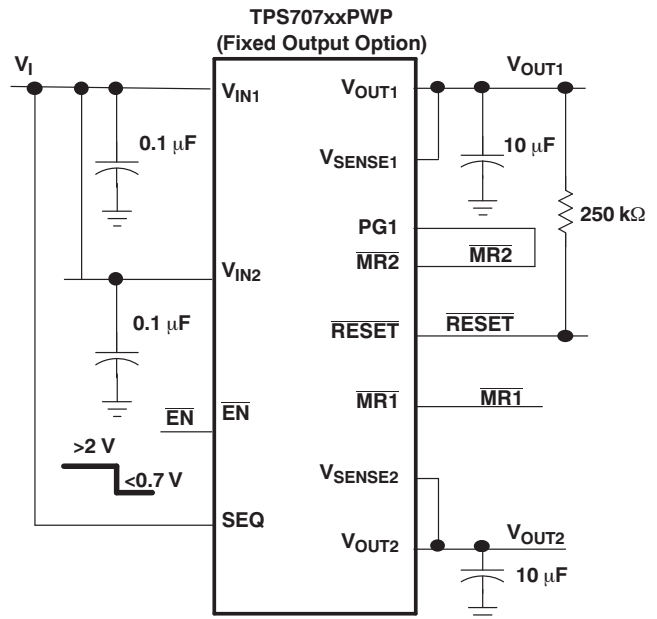 TPS707xxPWP
(Fixed Output Option)
VI
VIN1
VOUT1
VOUT1
0.1 μF
VSENSE1
10 μF
250 kΩ
PG1
MR2
MR2
VIN2
0.1 μF
RESET
RESET
EN
EN
MR1
MR1
>2 V
<0.7 V
VSENSE2
SEQ
VOUT2
VOUT2
10 μF